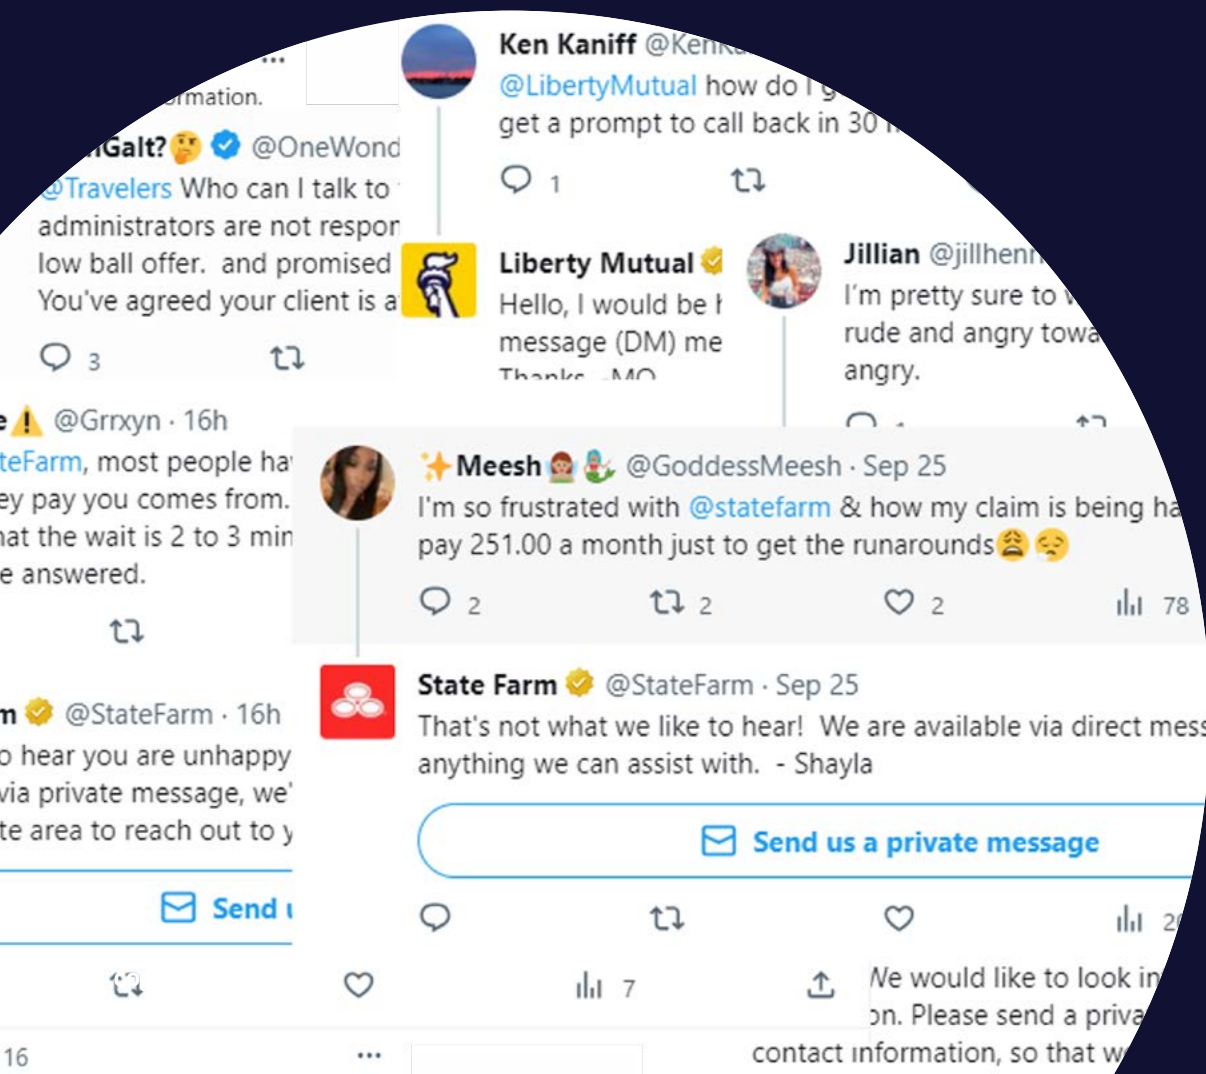 ormation.
Galt?🤔 @OneWond
@Travelers Who can I talk to
administrators are not respon
low ball offer. and promised
You've agreed your client is a
3
Ken Kaniff @KenK
@LibertyMutual how do I g
get a prompt to call back in 30
1
Liberty Mutual
Hello, I would be h
message (DM) me
Thanks. -MO
Jillian @jillhenn
I'm pretty sure to
rude and angry towa
angry.
e⚠️ @Grrxyn · 16h
teFarm, most people ha
ey pay you comes from.
hat the wait is 2 to 3 min
e answered.
m @StateFarm · 16h
o hear you are unhappy
via private message, we'
te area to reach out to y
Send u
7
16
✨Meesh @GoddessMeesh · Sep 25
I'm so frustrated with @statefarm & how my claim is being ha
pay 251.00 a month just to get the runarounds😩😔
2 2 2 78
State Farm @StateFarm · Sep 25
That's not what we like to hear! We are available via direct mess
anything we can assist with. - Shayla
Send us a private message
We would like to look in
on. Please send a priva
contact information, so that we